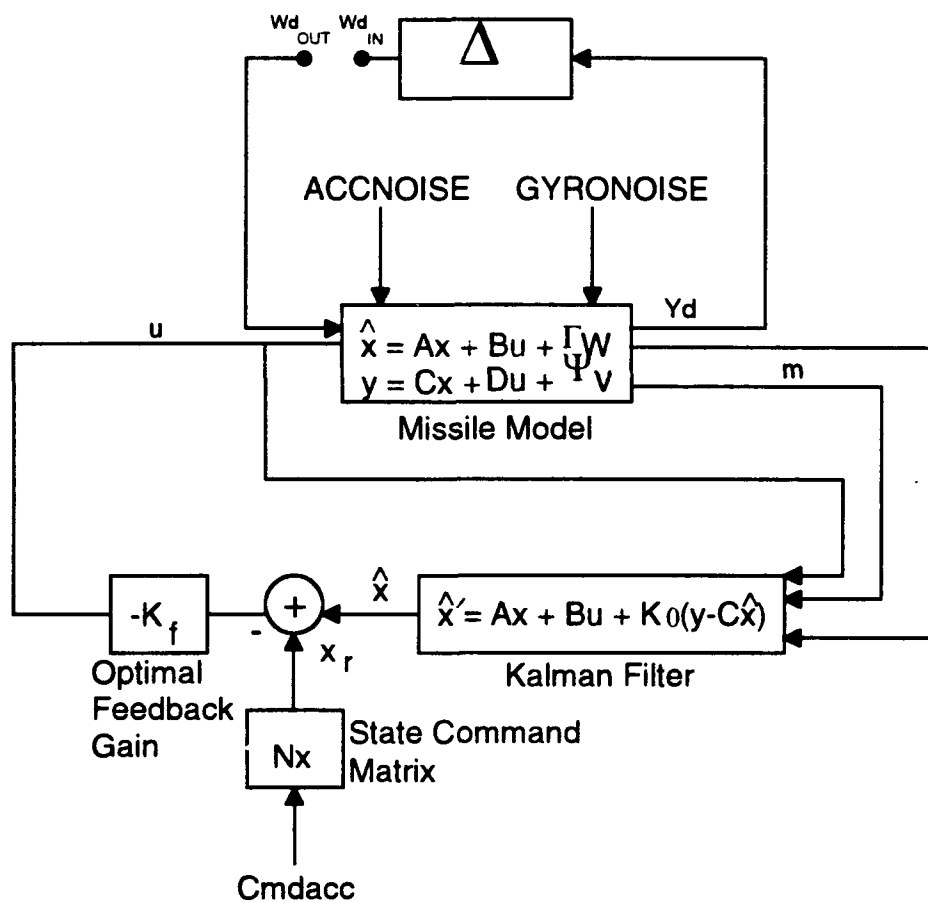 Wd OUT Wd IN
Δ
ACCNOISE GYRONOISE
Yd
u
x̂ = Ax + Bu + ΓW
y = Cx + Du + Ψv
m
Missile Model
x̂
x̂′= Ax + Bu + K0(y-Cx̂)
Kalman Filter
+
-
x r
-K f
Optimal
Feedback
Gain
Nx
State Command
Matrix
Cmdacc